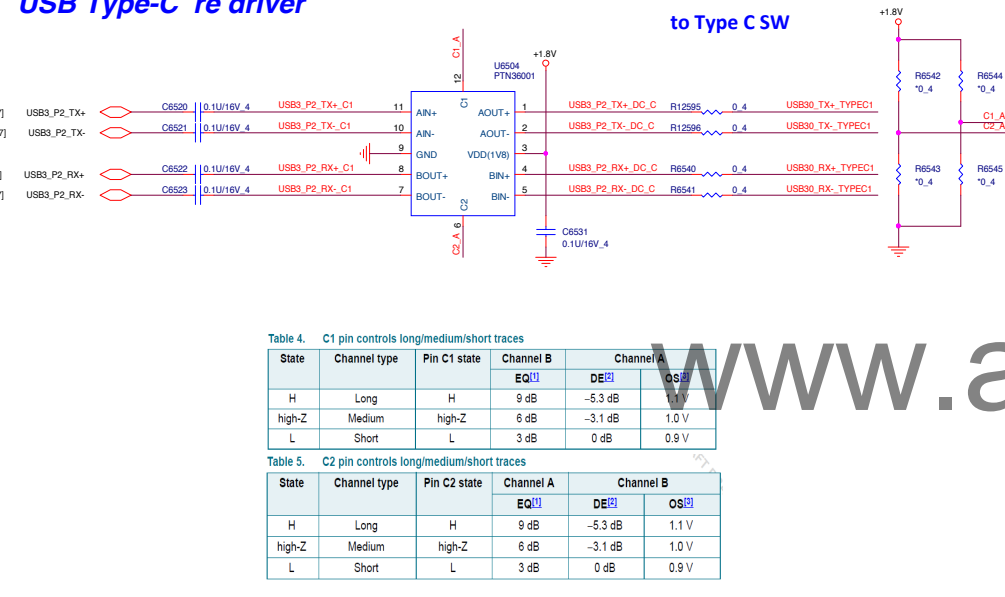 USB Type-C re driver
to Type C SW
+1.8V
+1.8V
C1_A
12
U6504
PTN36001
R6542
*0_4
R6544
*0_4
C1_A
C2_A
7]
USB3_P2_TX+
C6520
0.1U/16V_4
USB3_P2_TX+_C1
11
AIN+
C1
AOUT+
1
USB3_P2_TX+_DC_C
R12595
0_4
USB30_TX+_TYPEC1
7]
USB3_P2_TX-
C6521
0.1U/16V_4
USB3_P2_TX-_C1
10
AIN-
AOUT-
2
USB3_P2_TX-_DC_C
R12596
0_4
USB30_TX-_TYPEC1
9
GND
VDD(1V8)
3
]
USB3_P2_RX+
C6522
0.1U/16V_4
USB3_P2_RX+_C1
8
BOUT+
BIN+
4
USB3_P2_RX+_DC_C
R6540
0_4
USB30_RX+_TYPEC1
R6543
*0_4
R6545
*0_4
7]
USB3_P2_RX-
C6523
0.1U/16V_4
USB3_P2_RX-_C1
7
BOUT-
C2
BIN-
5
USB3_P2_RX-_DC_C
R6541
0_4
USB30_RX-_TYPEC1
6
C2_A
C6531
0.1U/16V_4
Table 4. C1 pin controls long/medium/short traces
State Channel type Pin C1 state Channel B Channel A
EQ[1] DE[2] OS[3]
H Long H 9 dB −5.3 dB 1.1 V
high-Z Medium high-Z 6 dB −3.1 dB 1.0 V
L Short L 3 dB 0 dB 0.9 V
Table 5. C2 pin controls long/medium/short traces
State Channel type Pin C2 state Channel A Channel B
EQ[1] DE[2] OS[3]
H Long H 9 dB −5.3 dB 1.1 V
high-Z Medium high-Z 6 dB −3.1 dB 1.0 V
L Short L 3 dB 0 dB 0.9 V
www.a